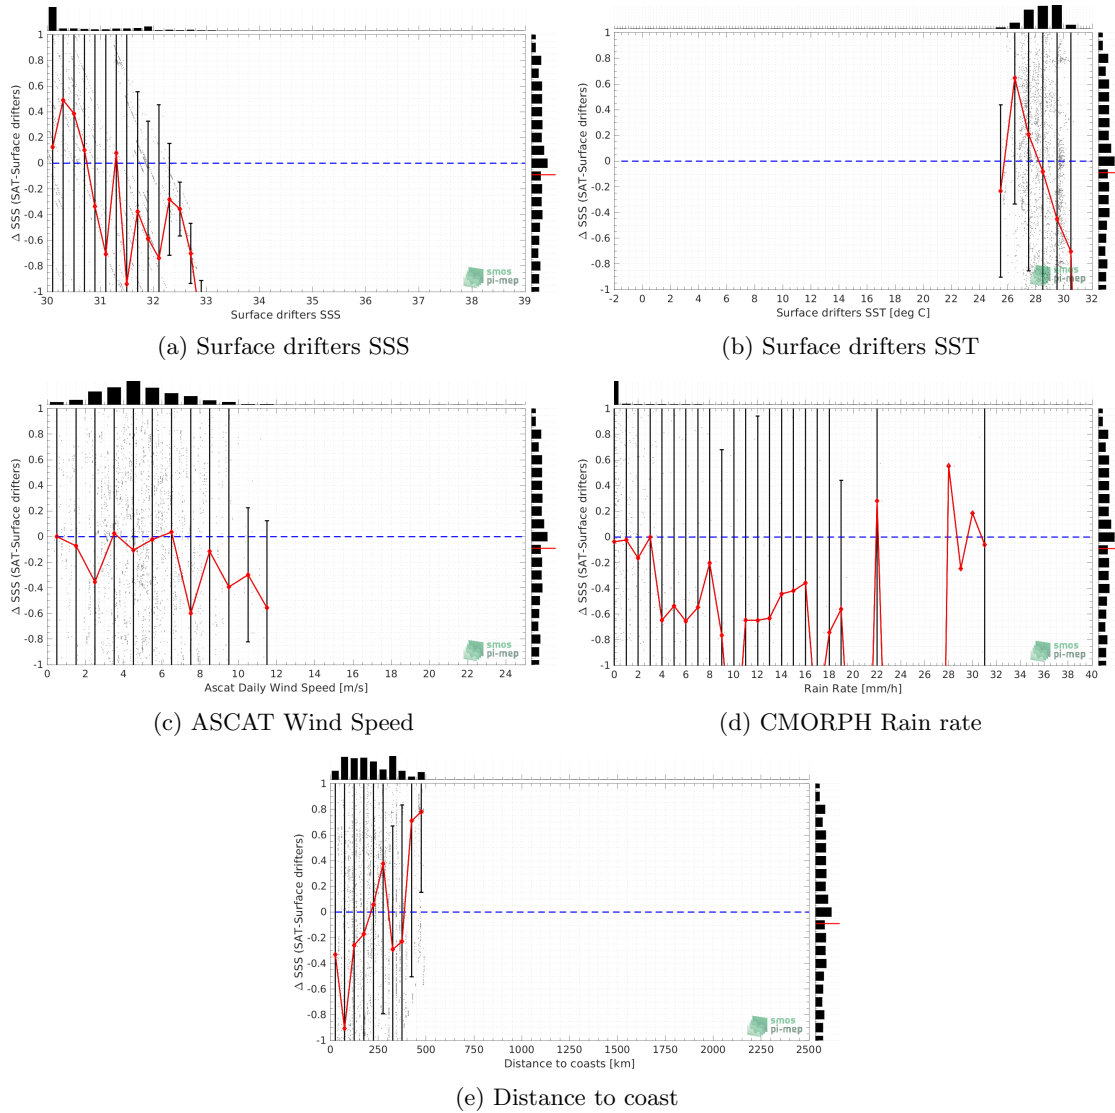 1
0.8
0.6
0.4
0.2
0
-0.2
-0.4
-0.6
-0.8
-1
Δ SSS (SAT-Surface drifters)
30 31 32 33 34 35 36 37 38 39
Surface drifters SSS
smos
pi-mep
(a) Surface drifters SSS
1
0.8
0.6
0.4
0.2
0
-0.2
-0.4
-0.6
-0.8
-1
Δ SSS (SAT-Surface drifters)
-2 0 2 4 6 8 10 12 14 16 18 20 22 24 26 28 30 32
Surface drifters SST [deg C]
smos
pi-mep
(b) Surface drifters SST
1
0.8
0.6
0.4
0.2
0
-0.2
-0.4
-0.6
-0.8
-1
Δ SSS (SAT-Surface drifters)
0 2 4 6 8 10 12 14 16 18 20 22 24
Ascat Daily Wind Speed [m/s]
smos
pi-mep
(c) ASCAT Wind Speed
1
0.8
0.6
0.4
0.2
0
-0.2
-0.4
-0.6
-0.8
-1
Δ SSS (SAT-Surface drifters)
0 2 4 6 8 10 12 14 16 18 20 22 24 26 28 30 32 34 36 38 40
Rain Rate [mm/h]
smos
pi-mep
(d) CMORPH Rain rate
1
0.8
0.6
0.4
0.2
0
-0.2
-0.4
-0.6
-0.8
-1
Δ SSS (SAT-Surface drifters)
0 250 500 750 1000 1250 1500 1750 2000 2250 2500
Distance to coasts [km]
smos
pi-mep
(e) Distance to coast